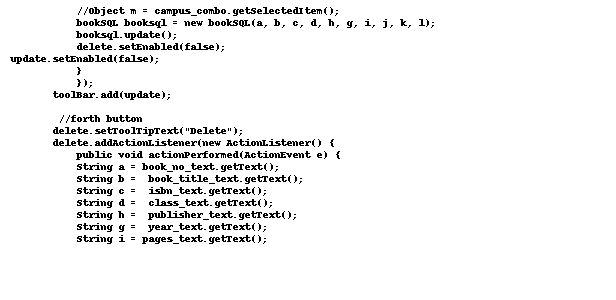 //Object m = campus_combo.getSelectedItem();
bookSQL booksql = new bookSQL(a, b, c, d, h, g, i, j, k, l);
booksql.update();
delete.setEnabled(false);
update.setEnabled(false);
}
});
toolBar.add(update);
//forth button
delete.setToolTipText("Delete");
delete.addActionListener(new ActionListener() {
public void actionPerformed(ActionEvent e) {
String a = book_no_text.getText();
String b =  book_title_text.getText();
String c =  isbn_text.getText();
String d =  class_text.getText();
String h =  publisher_text.getText();
String g =  year_text.getText();
String i = pages_text.getText();